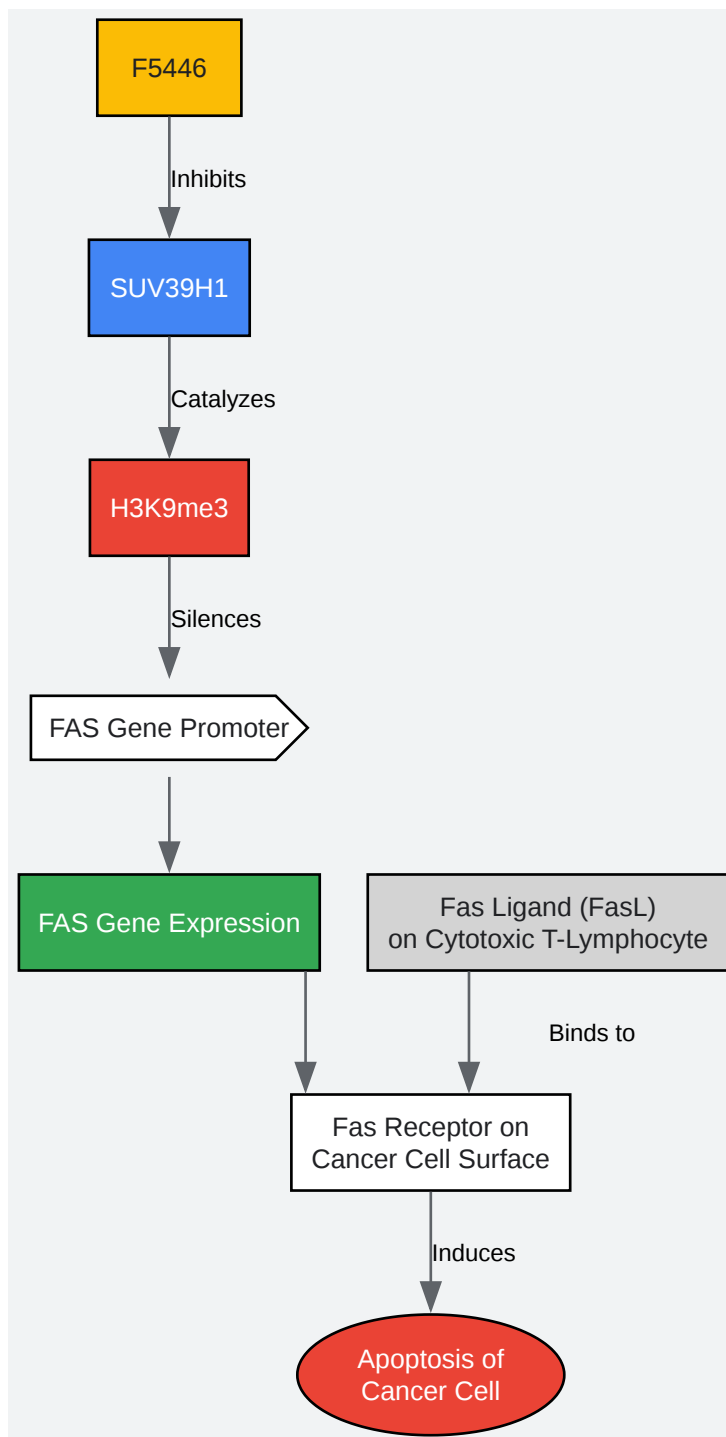 F5446
Inhibits
SUV39H1
Catalyzes
H3K9me3
Silences
FAS Gene Promoter
FAS Gene Expression
Fas Ligand (FasL)
on Cytotoxic T-Lymphocyte
Binds to
Fas Receptor on
Cancer Cell Surface
Induces
Apoptosis of
Cancer Cell